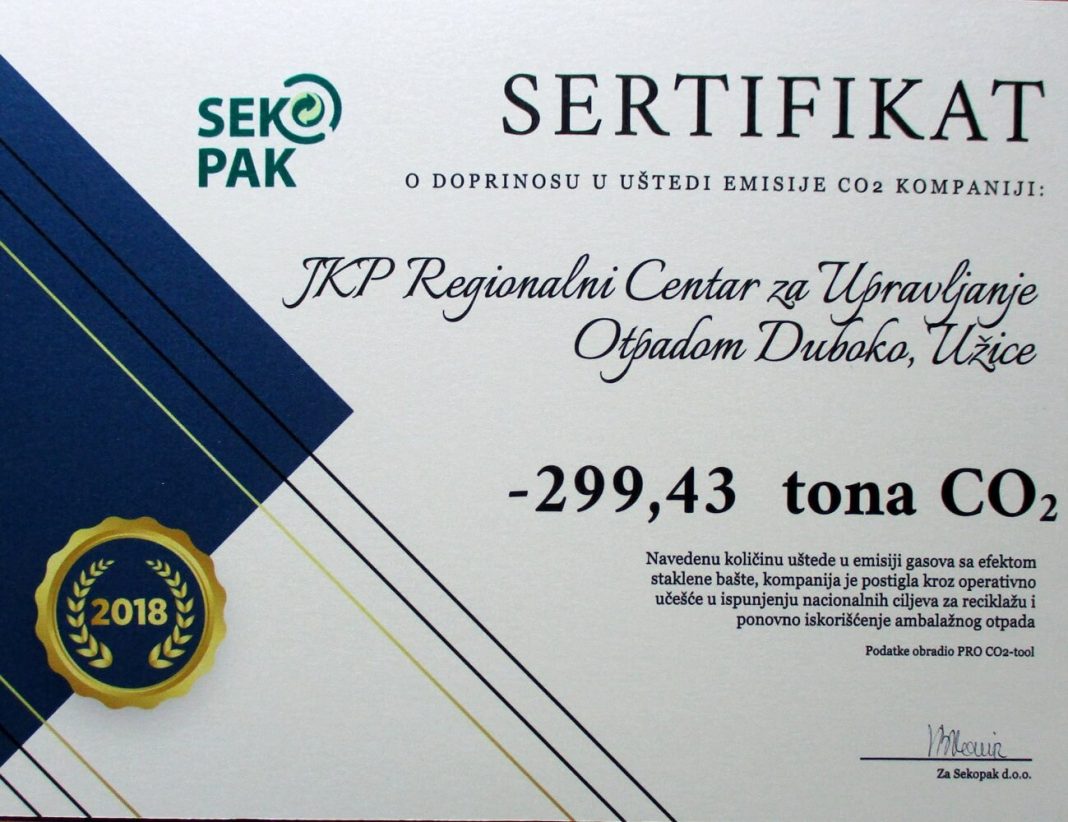 SEKO
PAK
SERTIFIKAT
O DOPRINOSU U UŠTEDI EMISIJE CO2 KOMPANIJI:
JKP Regionalni Centar za Upravljanje
Otpadom Duboko, Užice
-299,43 tona CO₂
Navedenu količinu uštede u emisiji gasova sa efektom
staklene bašte, kompanija je postigla kroz operativno
učešće u ispunjenju nacionalnih ciljeva za reciklažu i
ponovno iskorišćenje ambalažnog otpada
Podatke obradio PRO CO2-tool
2018
Za Sekopak d.o.o.